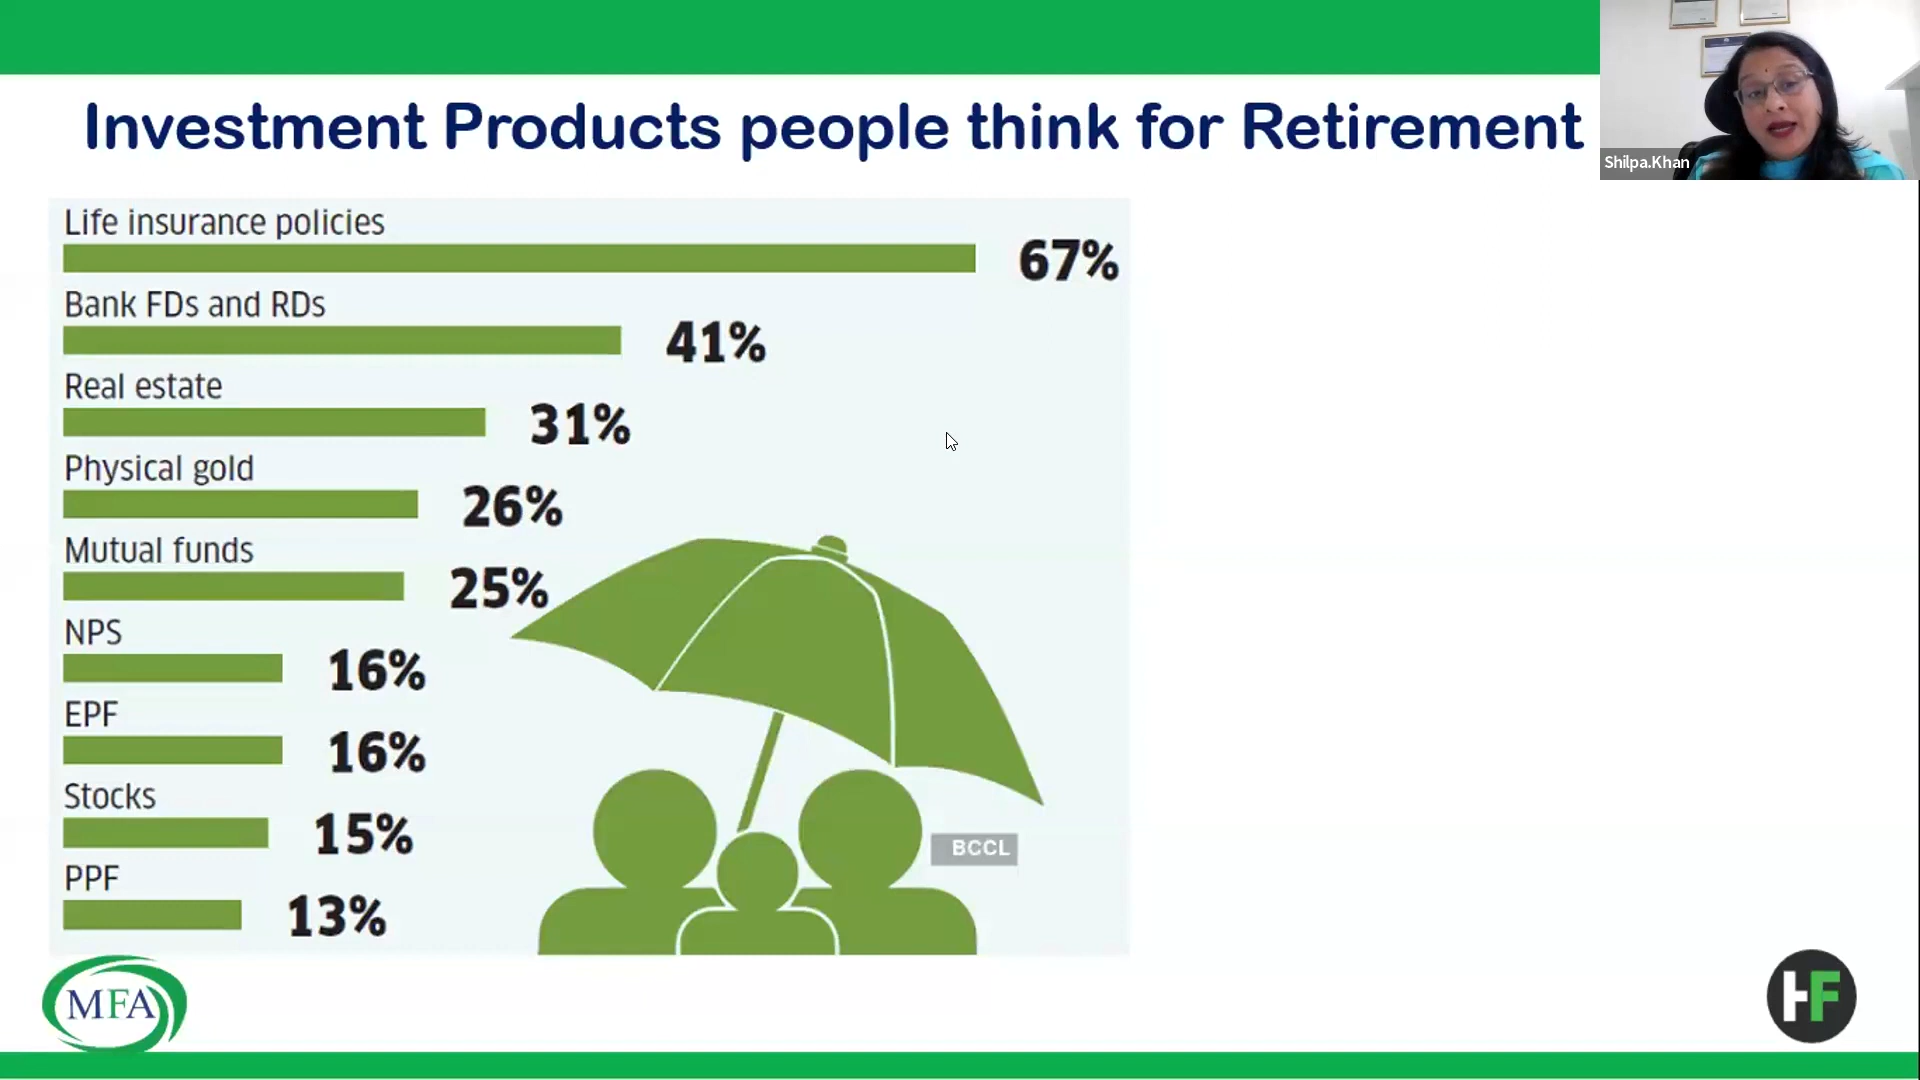 Investment Products people think for Retirement
Shilpa.Khan
Life insurance policies
67%
Bank FDs and RDs
41%
Real estate
31%
Physical gold
26%
Mutual funds
25%
NPS
16%
EPF
16%
Stocks
15%
PPF
13%
BCCL
MFA
HF